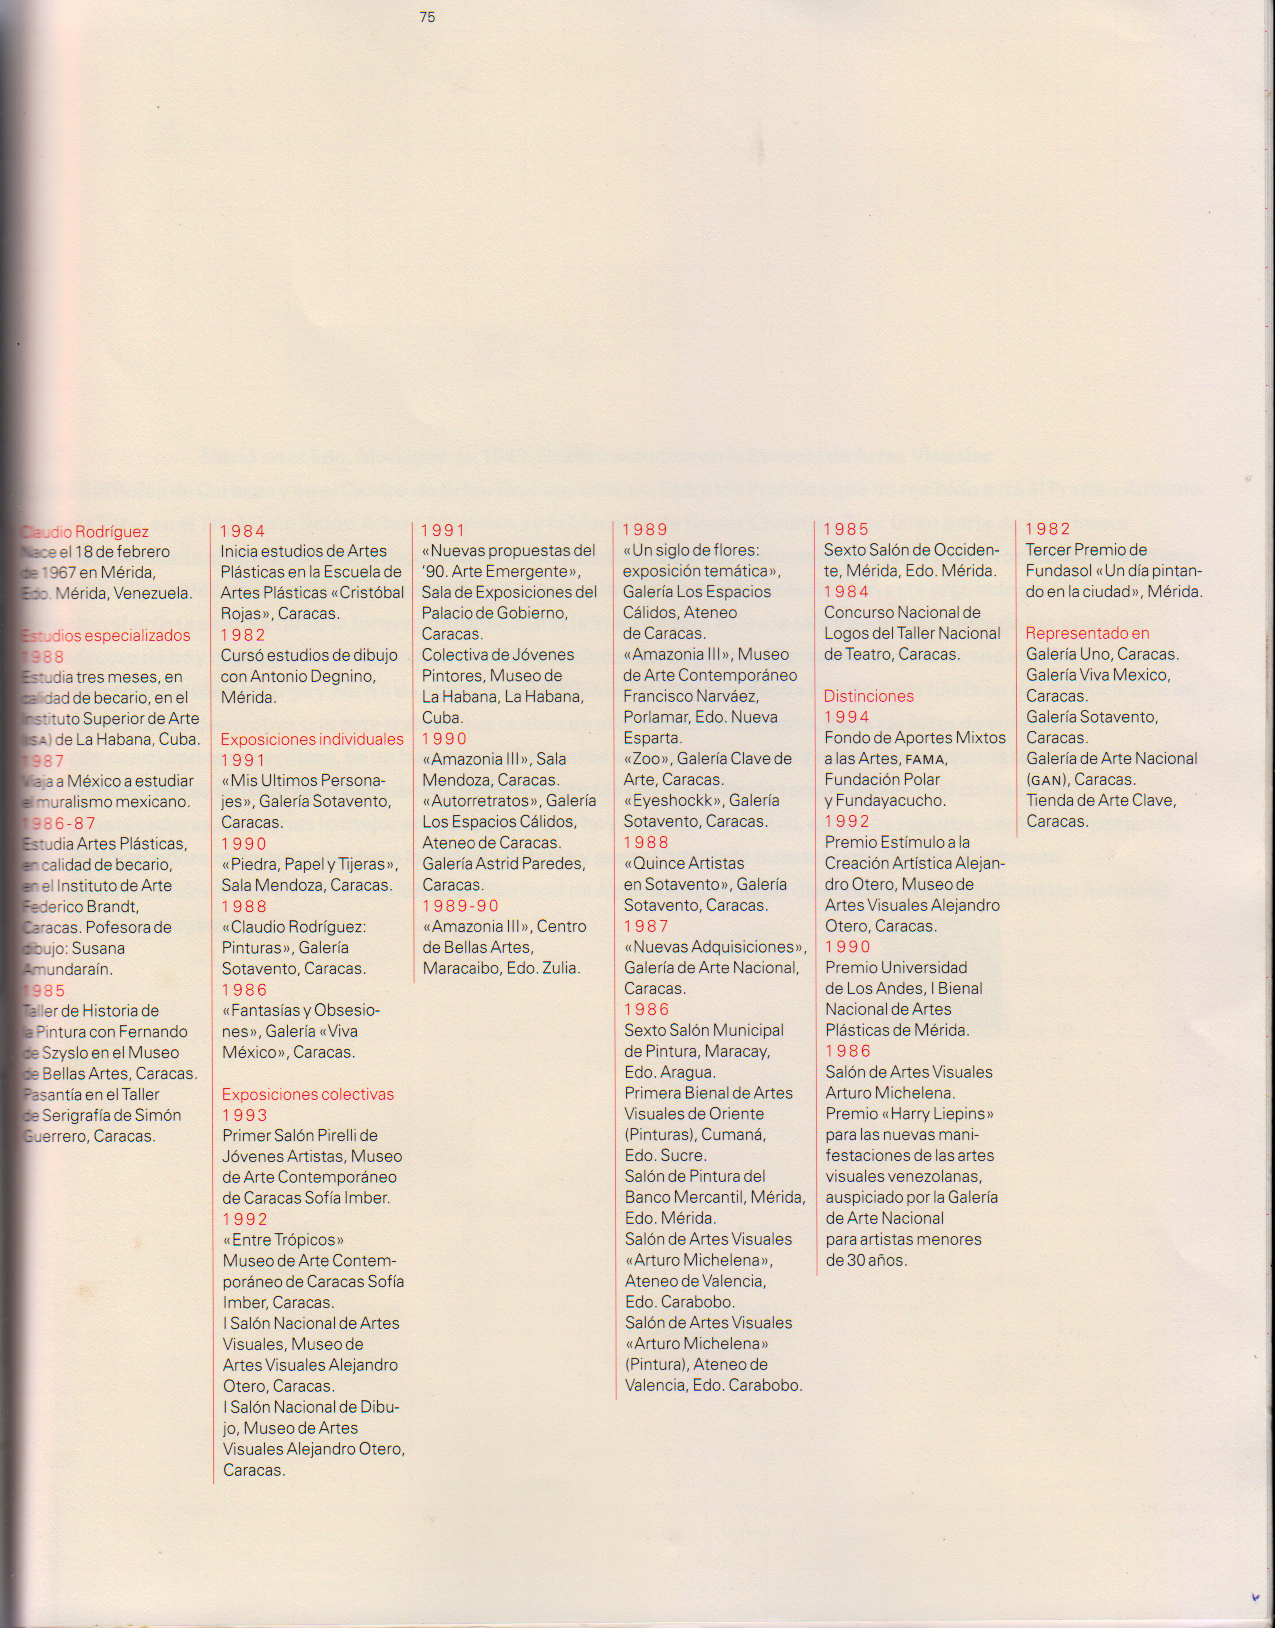 75
Claudio Rodríguez
Nace el 18 de febrero
de 1967 en Mérida,
Edo. Mérida, Venezuela.
Estudios especializados
1988
Estudia tres meses, en
calidad de becario, en el
Instituto Superior de Arte
(ISA) de La Habana, Cuba.
1987
Viaja a México a estudiar
el muralismo mexicano.
1986-87
Estudia Artes Plásticas,
en calidad de becario,
en el Instituto de Arte
Federico Brandt,
Caracas. Pofesora de
dibujo: Susana
Amundaraín.
1985
Taller de Historia de
la Pintura con Fernando
de Szyslo en el Museo
de Bellas Artes, Caracas.
Pasantía en el Taller
de Serigrafía de Simón
Guerrero, Caracas.
1984
Inicia estudios de Artes
Plásticas en la Escuela de
Artes Plásticas «Cristóbal
Rojas», Caracas.
1982
Cursó estudios de dibujo
con Antonio Degnino,
Mérida.
Exposiciones individuales
1991
«Mis Ultimos Persona-
jes», Galería Sotavento,
Caracas.
1990
«Piedra, Papel y Tijeras»,
Sala Mendoza, Caracas.
1988
«Claudio Rodríguez:
Pinturas», Galería
Sotavento, Caracas.
1986
«Fantasías y Obsesio-
nes», Galería «Viva
México», Caracas.
Exposiciones colectivas
1993
Primer Salón Pirelli de
Jóvenes Artistas, Museo
de Arte Contemporáneo
de Caracas Sofía Imber.
1992
«Entre Trópicos»
Museo de Arte Contem-
poráneo de Caracas Sofía
Imber, Caracas.
I Salón Nacional de Artes
Visuales, Museo de
Artes Visuales Alejandro
Otero, Caracas.
I Salón Nacional de Dibu-
jo, Museo de Artes
Visuales Alejandro Otero,
Caracas.
1991
«Nuevas propuestas del
'90. Arte Emergente»,
Sala de Exposiciones del
Palacio de Gobierno,
Caracas.
Colectiva de Jóvenes
Pintores, Museo de
La Habana, La Habana,
Cuba.
1990
«Amazonia III», Sala
Mendoza, Caracas.
«Autorretratos», Galería
Los Espacios Cálidos,
Ateneo de Caracas.
Galería Astrid Paredes,
Caracas.
1989-90
«Amazonia III», Centro
de Bellas Artes,
Maracaibo, Edo. Zulia.
1989
«Un siglo de flores:
exposición temática»,
Galería Los Espacios
Cálidos, Ateneo
de Caracas.
«Amazonia III», Museo
de Arte Contemporáneo
Francisco Narváez,
Porlamar, Edo. Nueva
Esparta.
«Zoo», Galería Clave de
Arte, Caracas.
«Eyeshockk», Galería
Sotavento, Caracas.
1988
«Quince Artistas
en Sotavento», Galería
Sotavento, Caracas.
1987
«Nuevas Adquisiciones»,
Galería de Arte Nacional,
Caracas.
1986
Sexto Salón Municipal
de Pintura, Maracay,
Edo. Aragua.
Primera Bienal de Artes
Visuales de Oriente
(Pinturas), Cumaná,
Edo. Sucre.
Salón de Pintura del
Banco Mercantil, Mérida,
Edo. Mérida.
Salón de Artes Visuales
«Arturo Michelena»,
Ateneo de Valencia,
Edo. Carabobo.
Salón de Artes Visuales
«Arturo Michelena»
(Pintura), Ateneo de
Valencia, Edo. Carabobo.
1985
Sexto Salón de Occiden-
te, Mérida, Edo. Mérida.
1984
Concurso Nacional de
Logos del Taller Nacional
de Teatro, Caracas.
Distinciones
1994
Fondo de Aportes Mixtos
a las Artes, FAMA,
Fundación Polar
y Fundayacucho.
1992
Premio Estímulo a la
Creación Artística Alejan-
dro Otero, Museo de
Artes Visuales Alejandro
Otero, Caracas.
1990
Premio Universidad
de Los Andes, I Bienal
Nacional de Artes
Plásticas de Mérida.
1986
Salón de Artes Visuales
Arturo Michelena.
Premio «Harry Liepins»
para las nuevas mani-
festaciones de las artes
visuales venezolanas,
auspiciado por la Galería
de Arte Nacional
para artistas menores
de 30 años.
1982
Tercer Premio de
Fundasol «Un día pintan-
do en la ciudad», Mérida.
Representado en
Galería Uno, Caracas.
Galería Viva Mexico,
Caracas.
Galería Sotavento,
Caracas.
Galería de Arte Nacional
(GAN), Caracas.
Tienda de Arte Clave,
Caracas.